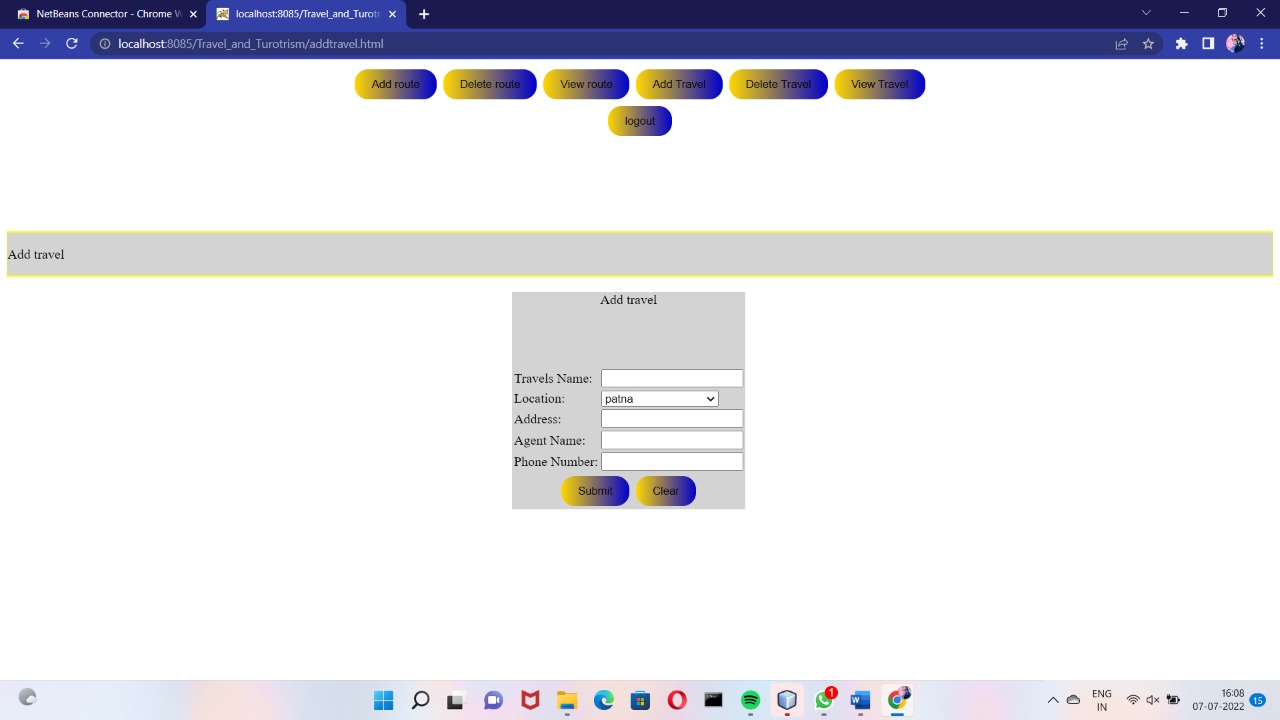 NetBeans Connector - Chrome W
localhost:8085/Travel_and_Turotr
localhost:8085/Travel_and_Turotrism/addtravel.html
Add route Delete route View route Add Travel Delete Travel View Travel
logout
Add travel
Add travel
Travels Name:
Location: patna
Address:
Agent Name:
Phone Number:
Submit Clear
1
W
ENG
IN
16:08
07-07-2022
15